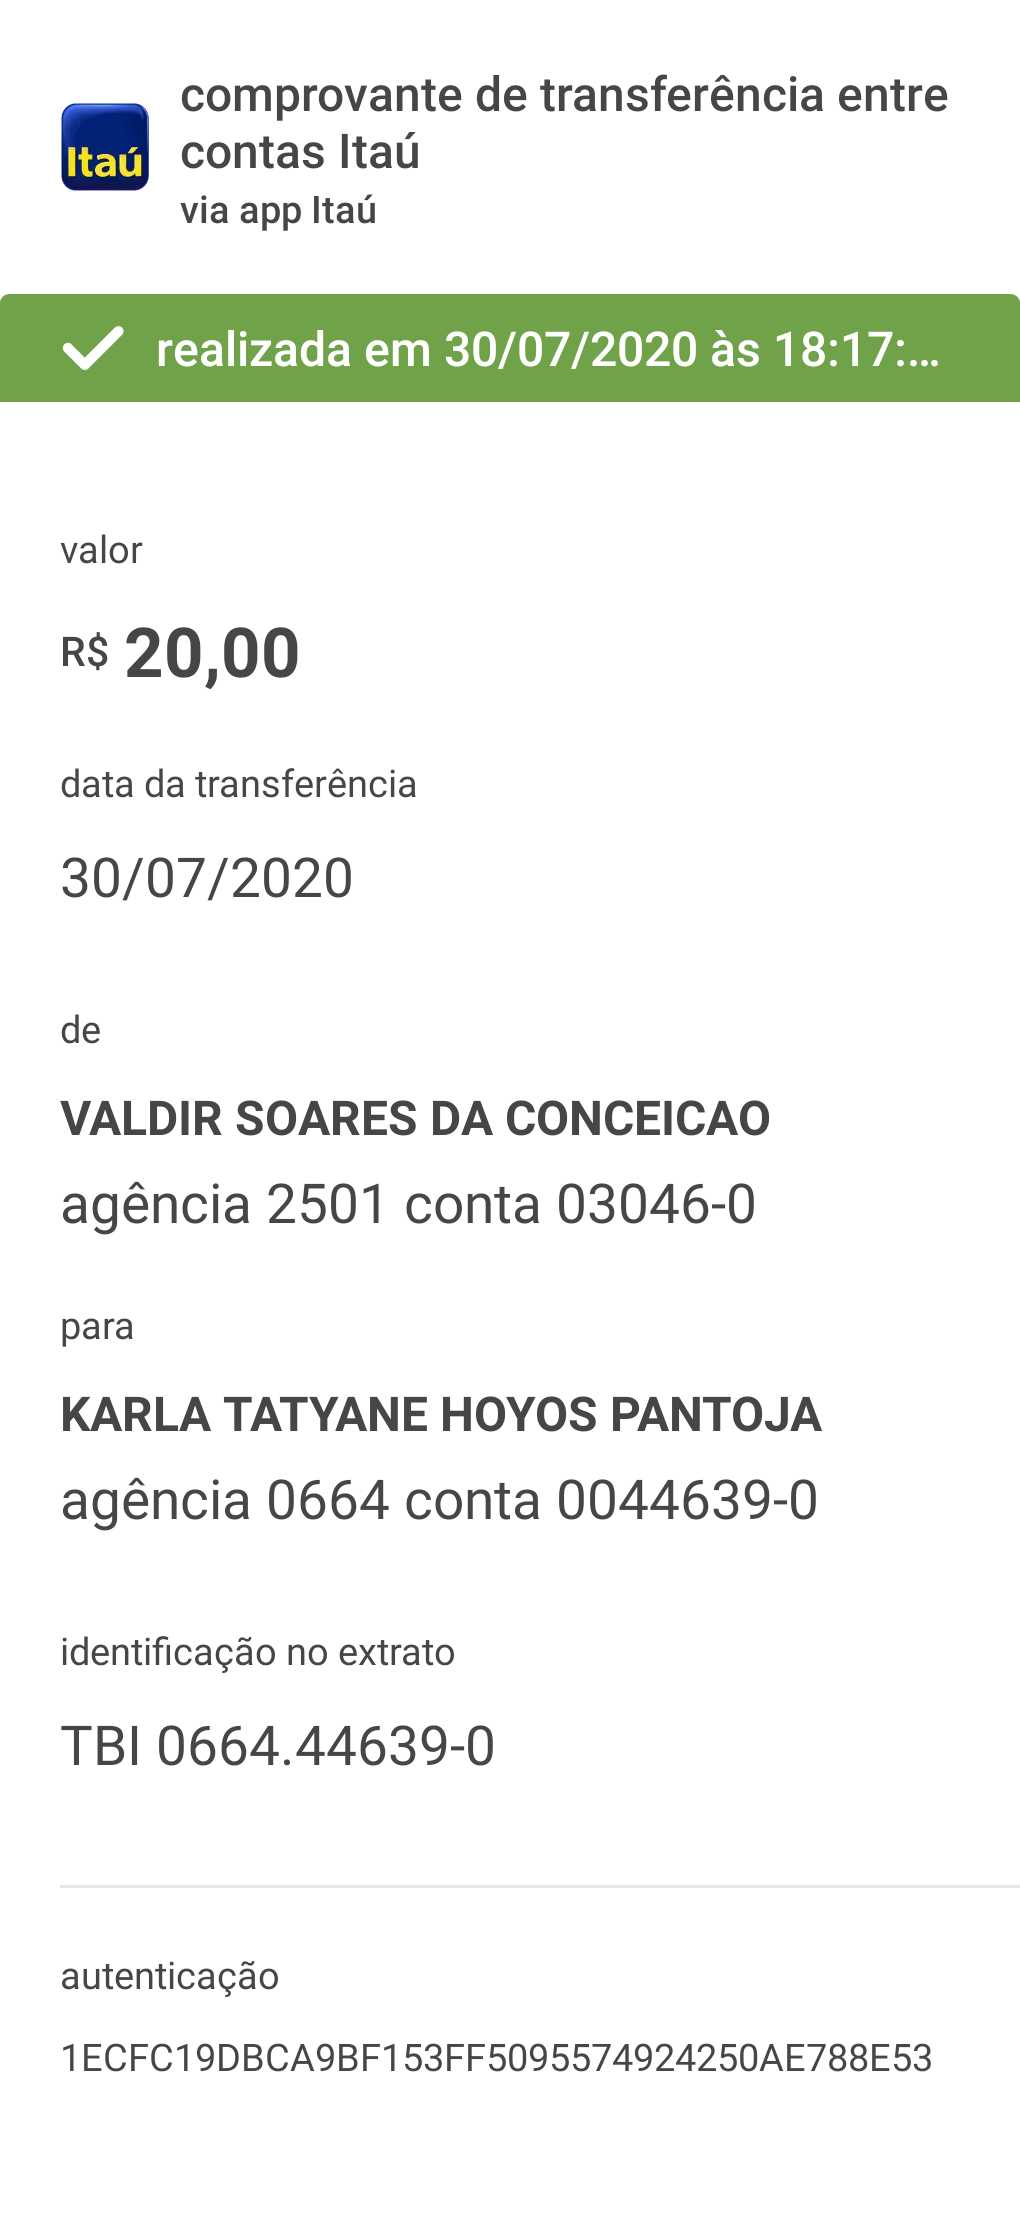 comprovante de transferência entre
contas Itaú
Itaú
via app Itaú
realizada em 30/07/2020 às 18:17:...
valor
R$ 20,00
data da transferência
30/07/2020
de
VALDIR SOARES DA CONCEICAO
agência 2501 conta 03046-0
para
KARLA TATYANE HOYOS PANTOJA
agência 0664 conta 0044639-0
identificação no extrato
TBI 0664.44639-0
autenticação
1ECFC19DBCA9BF153FF5095574924250AE788E53